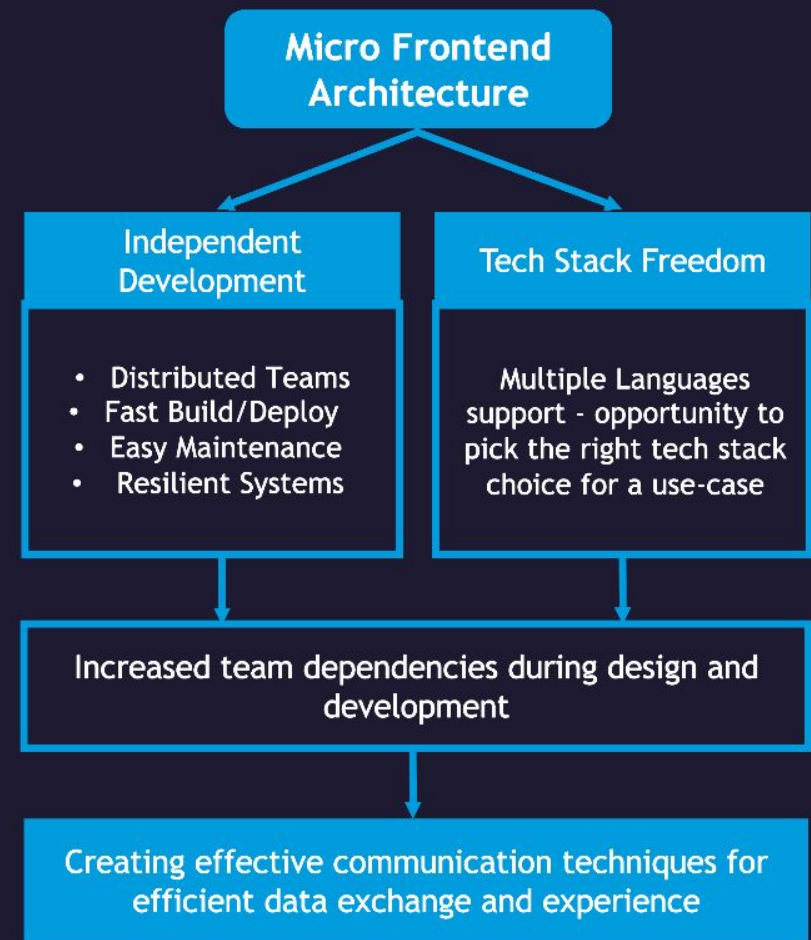 Micro Frontend
Architecture
Independent
Development
• Distributed Teams
• Fast Build/Deploy
• Easy Maintenance
• Resilient Systems
Tech Stack Freedom
Multiple Languages
support - opportunity to
pick the right tech stack
choice for a use-case
Increased team dependencies during design and
development
Creating effective communication techniques for
efficient data exchange and experience